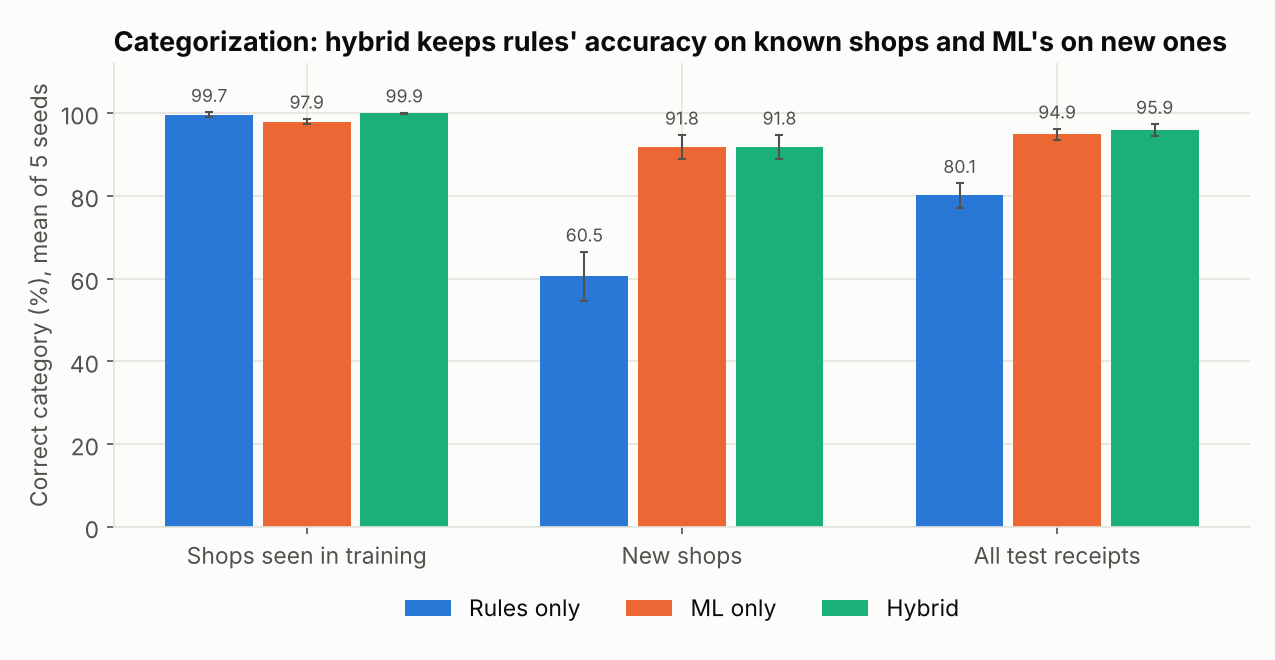 Categorization: hybrid keeps rules' accuracy on known shops and ML's on new ones
Correct category (%), mean of 5 seeds
100
80
60
40
20
0
99.7
97.9
99.9
60.5
91.8
91.8
80.1
94.9
95.9
Shops seen in training
New shops
All test receipts
Rules only
ML only
Hybrid